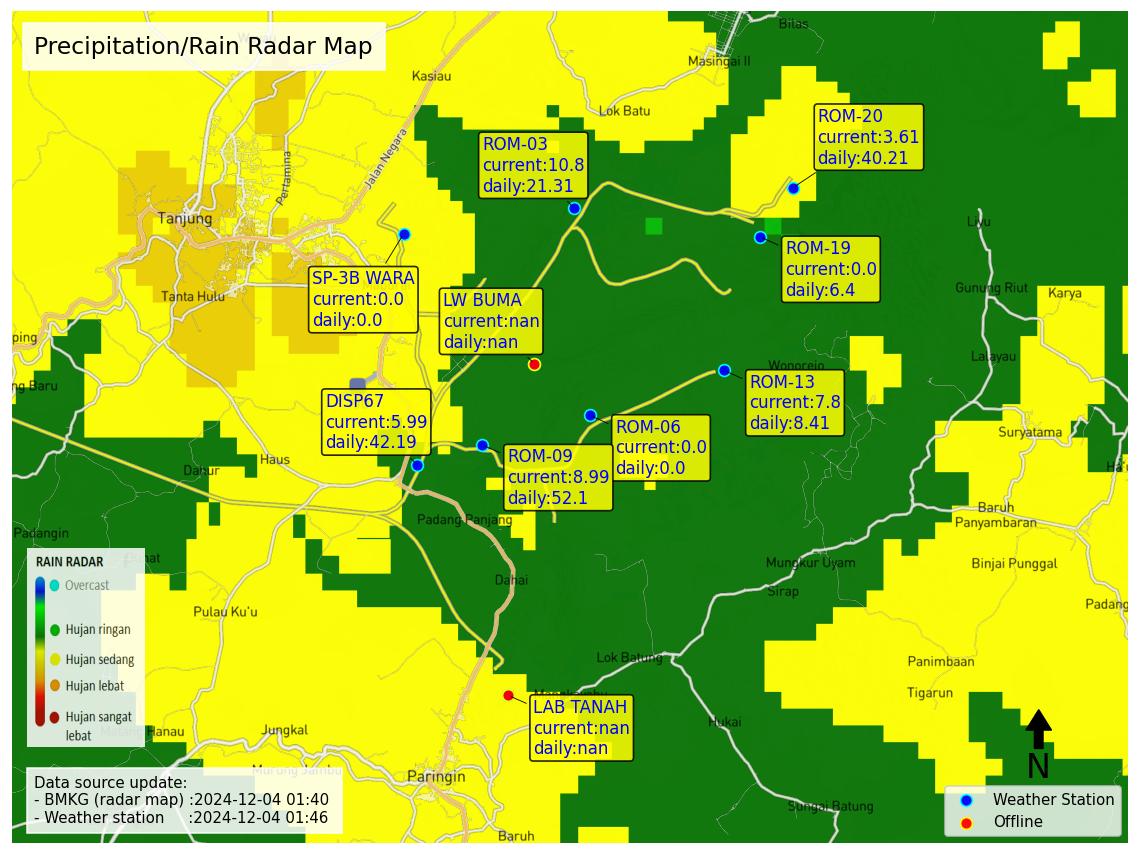 Precipitation/Rain Radar Map
Bilas
Masingai II
Kasiau
Lok Batu
Jalan Negara
Pertamina
Tanjung
Tanta Hulu
ROM-20
current:3.61
daily:40.21
ROM-03
current:10.8
daily:21.31
ROM-19
current:0.0
daily:6.4
SP-3B WARA
current:0.0
daily:0.0
LW BUMA
current:nan
daily:nan
Liyu
Gunung Riut
Karya
Lalayau
Wonorejo
ping
ng Baru
ROM-13
current:7.8
daily:8.41
DISP67
current:5.99
daily:42.19
ROM-06
current:0.0
daily:0.0
ROM-09
current:8.99
daily:52.1
Suryatama
Haus
Dahur
Baruh
Panyambaran
Padang Panjang
Padangin
Binjai Punggal
Mungkur Uyam
Sirap
Dahai
Padang
Pulau Ku'u
RAIN RADAR
Overcast
Hujan ringan
Hujan sedang
Hujan lebat
Hujan sangat
lebat
Lok Batung
Panimbaan
Tigarun
LAB TANAH
current:nan
daily:nan
Hukai
Jungkal
Murung Jambu
Paringin
Sungai Batung
Baruh
Data source update:
- BMKG (radar map) :2024-12-04 01:40
- Weather station :2024-12-04 01:46
N
Weather Station
Offline